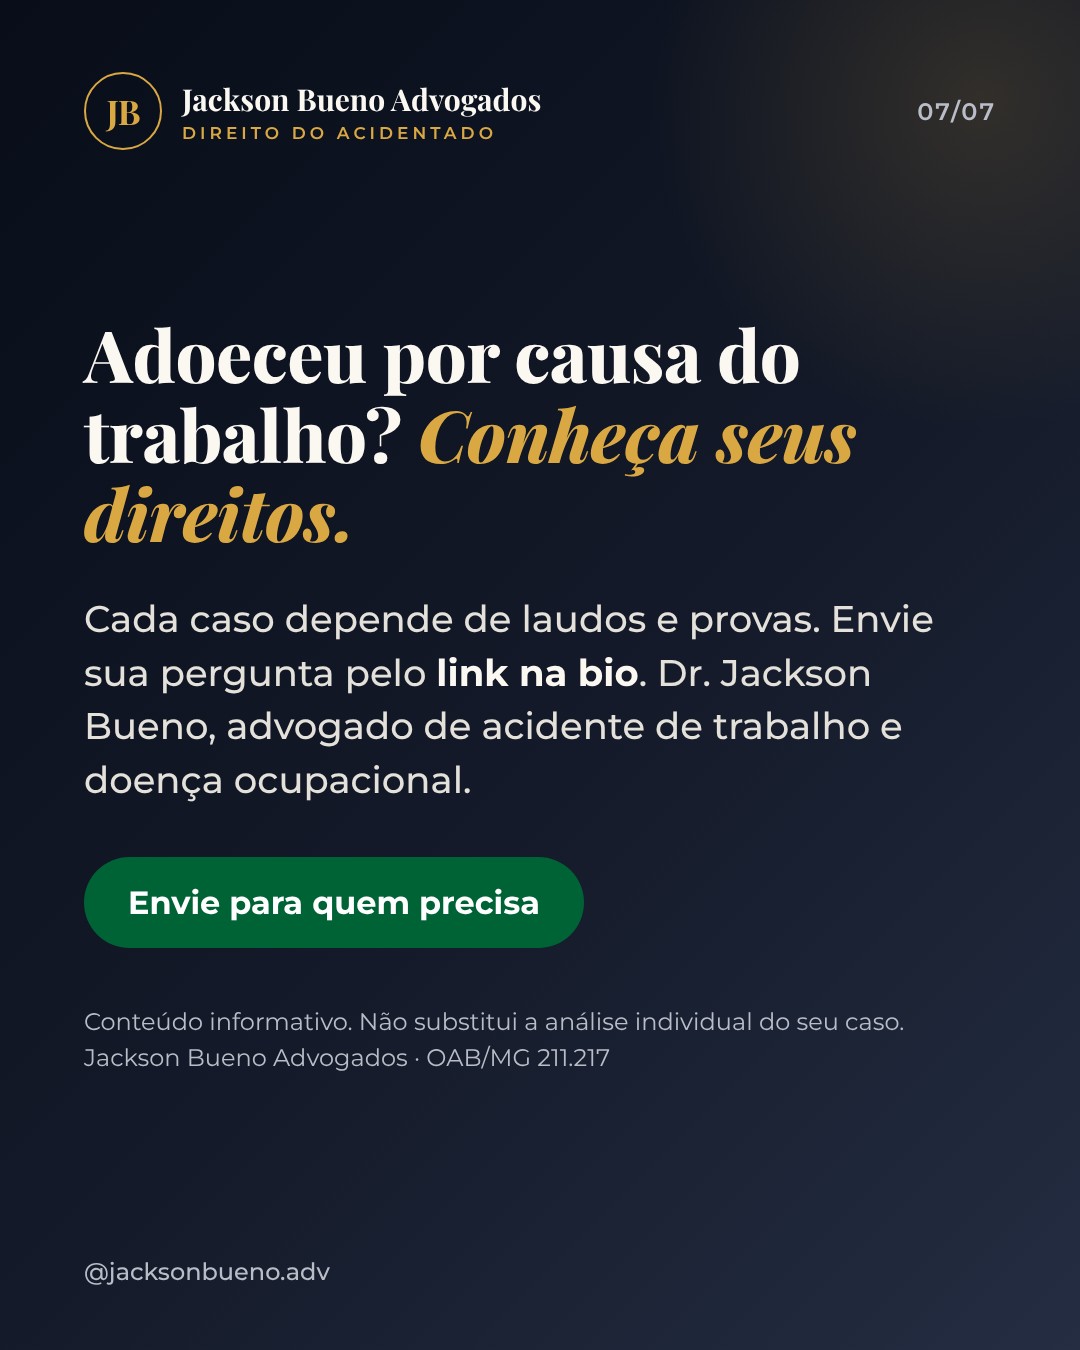 JB
Jackson Bueno Advogados
DIREITO DO ACIDENTADO
07/07
Adoeceu por causa do
trabalho? Conheça seus
direitos.
Cada caso depende de laudos e provas. Envie
sua pergunta pelo link na bio. Dr. Jackson
Bueno, advogado de acidente de trabalho e
doença ocupacional.
Envie para quem precisa
Conteúdo informativo. Não substitui a análise individual do seu caso.
Jackson Bueno Advogados · OAB/MG 211.217
@jacksonbueno.adv